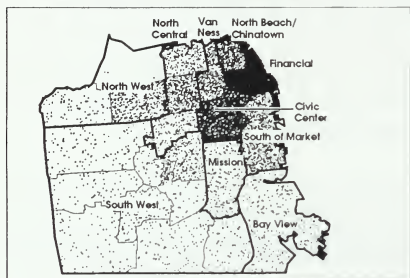 North Central
Van Ness
North Beach/
Chinatown
Financial
North West
Civic Center
South of Market
Mission
South West
Bay View